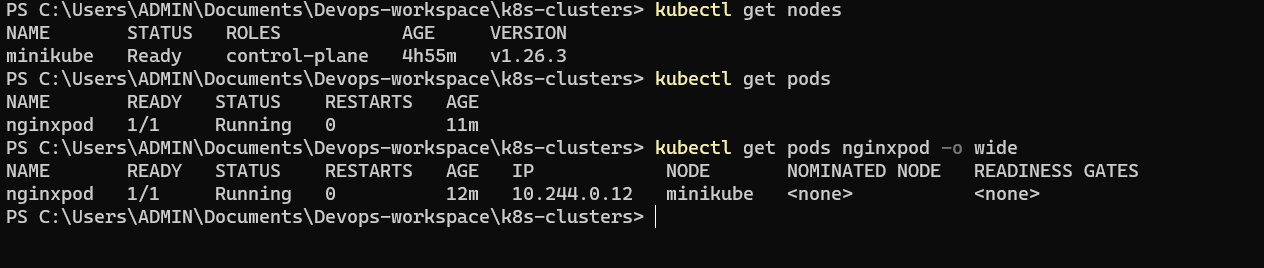 PS C:\Users\ADMIN\Documents\Devops-workspace\k8s-clusters> kubectl get nodes
NAME       STATUS   ROLES           AGE     VERSION
minikube   Ready    control-plane   4h55m   v1.26.3
PS C:\Users\ADMIN\Documents\Devops-workspace\k8s-clusters> kubectl get pods
NAME       READY   STATUS    RESTARTS   AGE
nginxpod   1/1     Running   0          11m
PS C:\Users\ADMIN\Documents\Devops-workspace\k8s-clusters> kubectl get pods nginxpod -o wide
NAME       READY   STATUS    RESTARTS   AGE   IP            NODE       NOMINATED NODE   READINESS GATES
nginxpod   1/1     Running   0          12m   10.244.0.12   minikube   <none>           <none>
PS C:\Users\ADMIN\Documents\Devops-workspace\k8s-clusters>